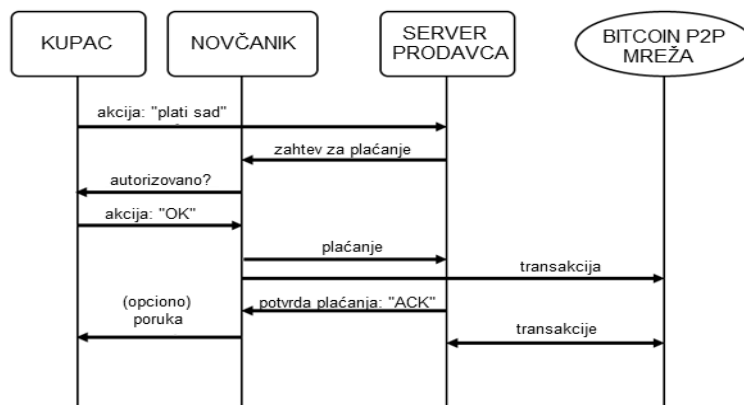 KUPAC
NOVČANIK
SERVER
PRODAVCA
BITCOIN P2P
MREŽA
akcija: "plati sad"
zahtev za plaćanje
autorizovano?
akcija: "OK"
plaćanje
transakcija
(opciono)
poruka
potvrda plaćanja: "ACK"
transakcije